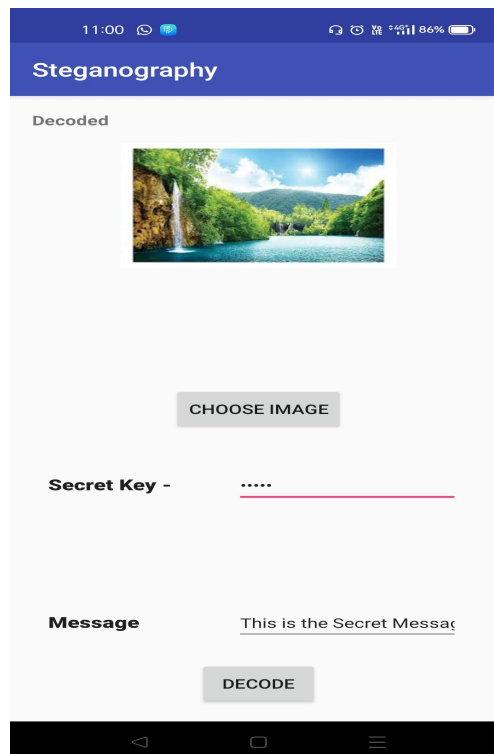 11:00 86%
Steganography
Decoded
CHOOSE IMAGE
Secret Key - •••••
Message This is the Secret Messag
DECODE